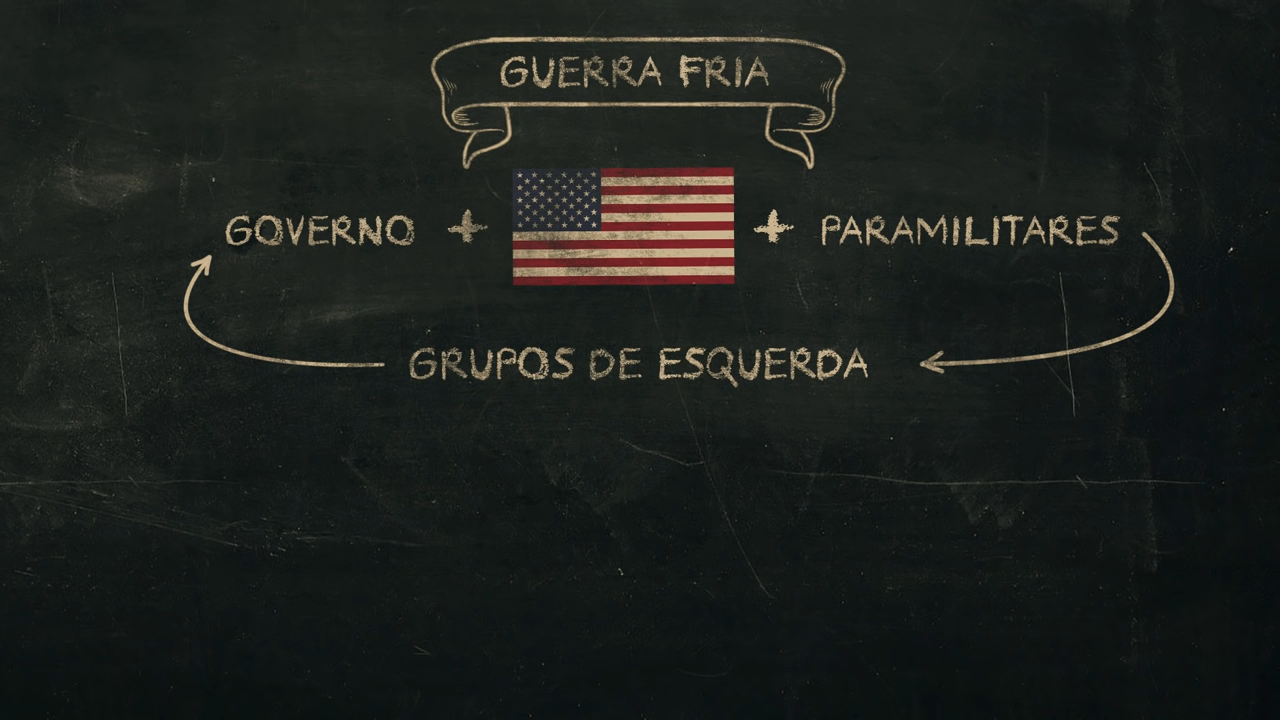 GUERRA FRIA
GOVERNO + + PARAMILITARES
GRUPOS DE ESQUERDA